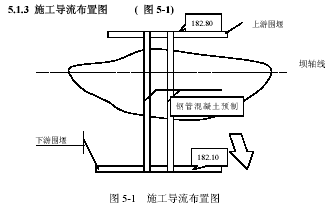 5.1.3 施工导流布置图 （ 图 5-1)
182.80
上游围堰
坝轴线
钢管混凝土预制
下游围堰
182.10
图 5-1 施工导流布置图